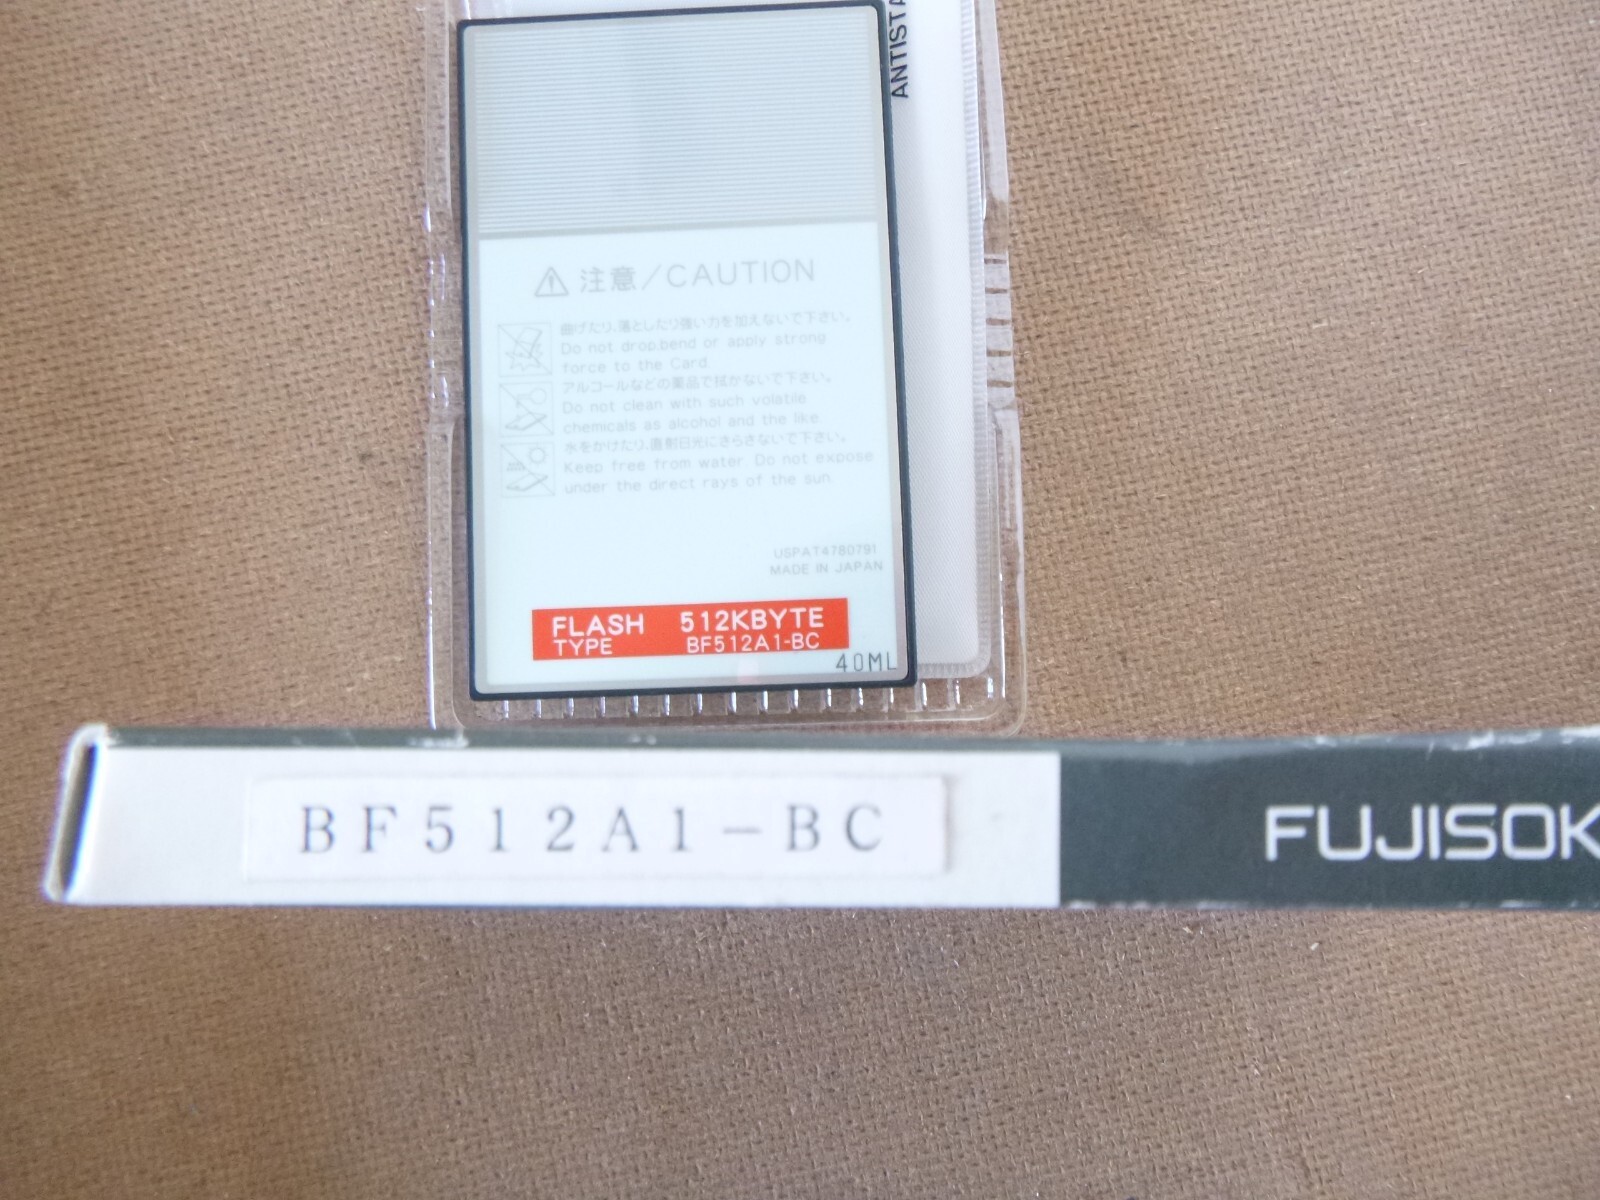 ANTISTA
注意/CAUTION
曲げたり、落としたり強い力を加えないで下さい。
Do not drop,bend or apply strong
force to the Card.
アルコールなどの薬品で拭かないで下さい。
Do not clean with such volatile
chemicals as alcohol and the like.
水をかけたり、直射日光にさらさないで下さい。
Keep free from water. Do not expose
under the direct rays of the sun.
USPAT4780791
MADE IN JAPAN
FLASH 512KBYTE
TYPE BF512A1-BC
40ML
BF512A1-BC
FUJISOK